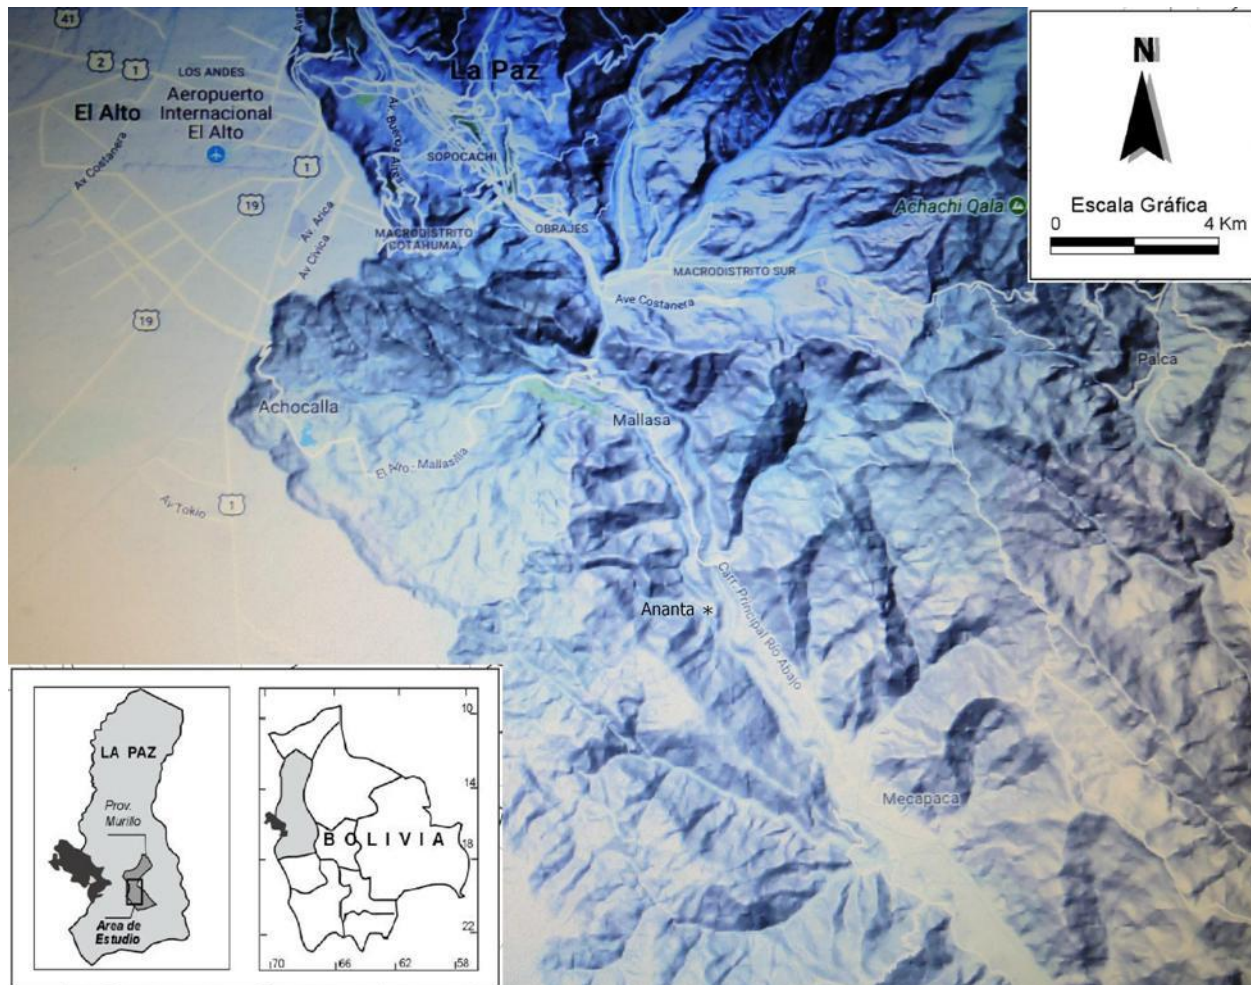 41
2
1
LOS ANDES
La Paz
El Alto
Aeropuerto
Internacional
El Alto
Av Costanera
SOPOCACHI
1
19
Av. Arica
Av Cívica
MACRODISTRITO
COTAHUMA
OBRAJES
Achachi Qala
N
Escala Gráfica
0 4 Km
MACRODISTRITO SUR
Ave Costanera
19
Palca
Achocalla
Mallasa
El Alto - Mallasilla
Av Tokio
1
Carr. Principal Río Abajo
Ananta *
Mecapaca
LA PAZ
Prov.
Murillo
Area de
Estudio
BOLIVIA
10
14
18
22
70 66 62 58